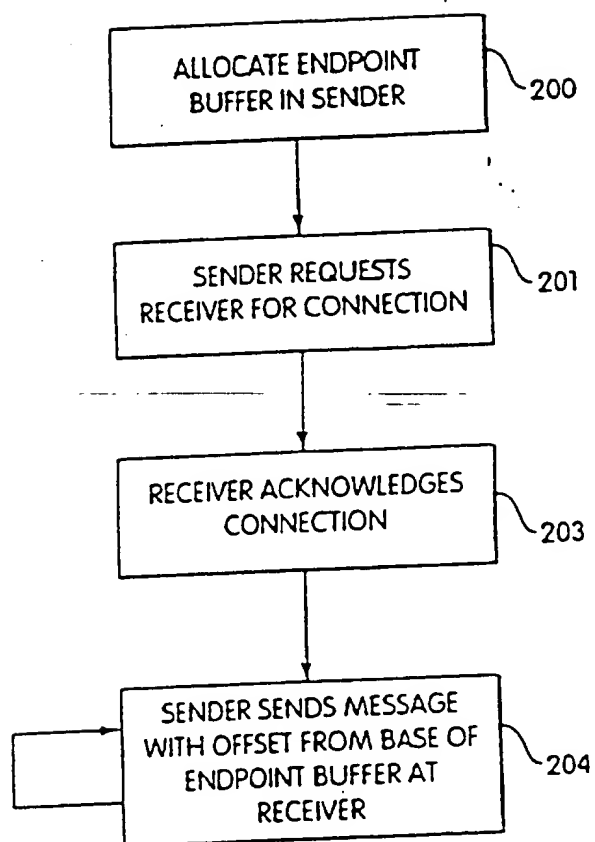 ALLOCATE ENDPOINT
BUFFER IN SENDER
200
SENDER REQUESTS
RECEIVER FOR CONNECTION
201
RECEIVER ACKNOWLEDGES
CONNECTION
203
SENDER SENDS MESSAGE
WITH OFFSET FROM BASE OF
ENDPOINT BUFFER AT
RECEIVER
204